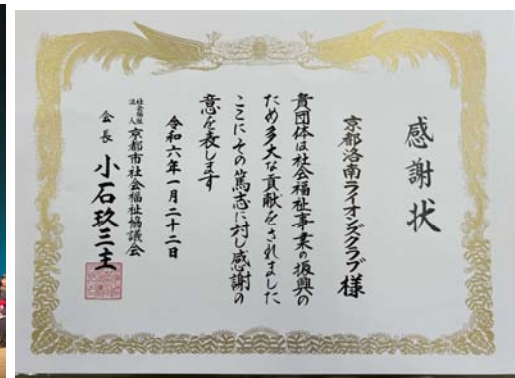 感謝状
京都洛南ライオンズクラブ様
貴団体は社会福祉事業の振興の
ため多大な貢献をされました
ここにその篤志に対し感謝の
意を表します
令和六年一月二十二日
社会福祉法人京都市社会福祉協議会
会長 小石玖三主